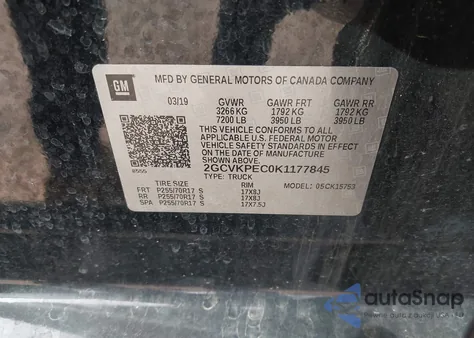 GM
MFD BY GENERAL MOTORS OF CANADA COMPANY
03/19 GVWR GAWR FRT GAWR RR
3266 KG 1792 KG 1792 KG
7200 LB 3950 LB 3950 LB
THIS VEHICLE CONFORMS TO ALL
APPLICABLE U.S. FEDERAL MOTOR
VEHICLE SAFETY STANDARDS IN EFFECT
ON THE DATE OF MANUFACTURE
SHOWN ABOVE.
2GCVKPEC0K1177845
TYPE: TRUCK
TIRE SIZE RIM MODEL: 05CK15753
FRT P255/70R17 S 17X8J
RR P255/70R17 S 17X8J
SPA P255/70R17 S 17X7.5J
autoSnap